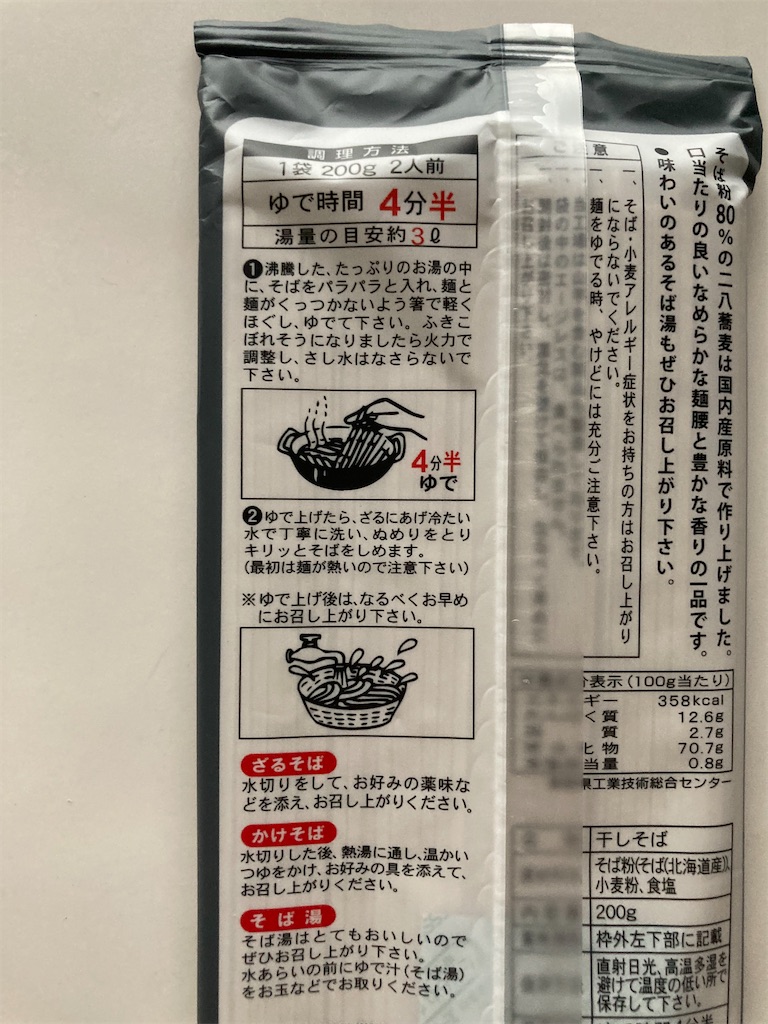 調理方法
1袋 200g 2人前
ゆで時間 4分半
湯量の目安約3ℓ
❶沸騰した、たっぷりのお湯の中
に、そばをパラパラと入れ、麺と
麺がくっつかないよう箸で軽く
ほぐし、ゆでて下さい。ふきこ
ぼれそうになりましたら火力で
調整し、さし水はなさらないで
下さい。
4分半
ゆで
❷ゆで上げたら、ざるにあげ冷たい
水で丁寧に洗い、ぬめりをとり
キリッとそばをしめます。
(最初は麺が熱いので注意下さい)
※ゆで上げ後は、なるべくお早め
にお召し上がり下さい。
ざるそば
水切りをして、お好みの薬味な
どを添え、お召し上がりください。
かけそば
水切りした後、熱湯に通し、温かい
つゆをかけ、お好みの具を添えて、
お召し上がりください。
そば湯
そば湯はとてもおいしいので
ぜひお召し上がり下さい。
水あらいの前にゆで汁(そば湯)
をお玉などでお取りください。
そば粉80%の二八蕎麦は国内産原料で作り上げました。
口当たりの良いなめらかな麺腰と豊かな香りの一品です。
●味わいのあるそば湯もぜひお召し上がり下さい。
意
一、そば・小麦アレルギー症状をお持ちの方はお召し上がり
にならないでください。
一、麺をゆでる時、やけどには充分ご注意下さい。
表示(100g当たり)
ギー 358kcal
く質 12.6g
質 2.7g
化物 70.7g
当量 0.8g
県工業技術総合センター
干しそば
そば粉(そば(北海道産))、
小麦粉、食塩
200g
枠外左下部に記載
直射日光、高温多湿を
避けて温度の低い所で
保存して下さい。